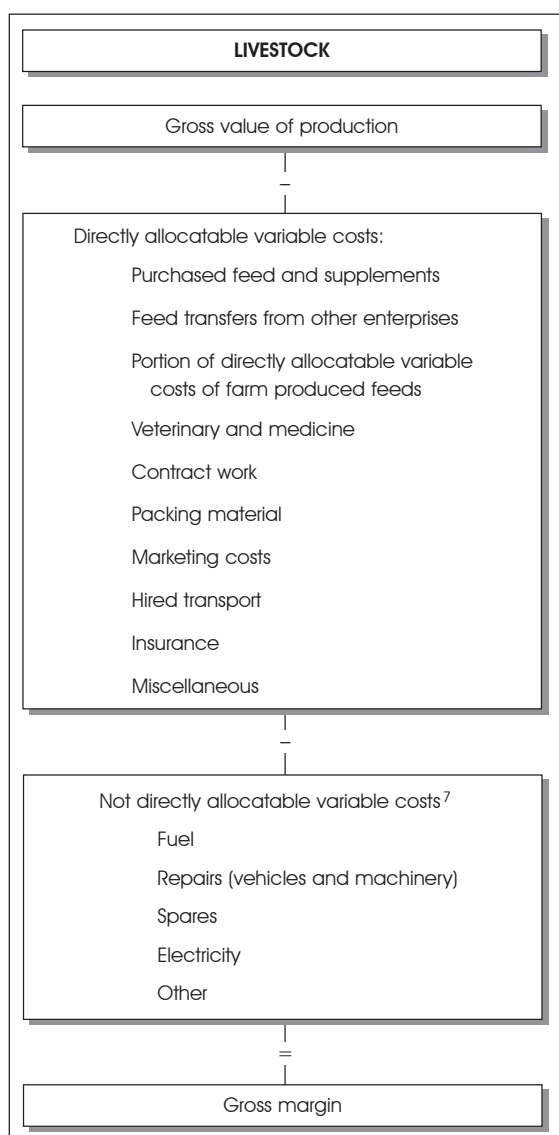 LIVESTOCK
Gross value of production
–
Directly allocatable variable costs:
Purchased feed and supplements
Feed transfers from other enterprises
Portion of directly allocatable variable
costs of farm produced feeds
Veterinary and medicine
Contract work
Packing material
Marketing costs
Hired transport
Insurance
Miscellaneous
–
Not directly allocatable variable costs⁷
Fuel
Repairs (vehicles and machinery)
Spares
Electricity
Other
=
Gross margin